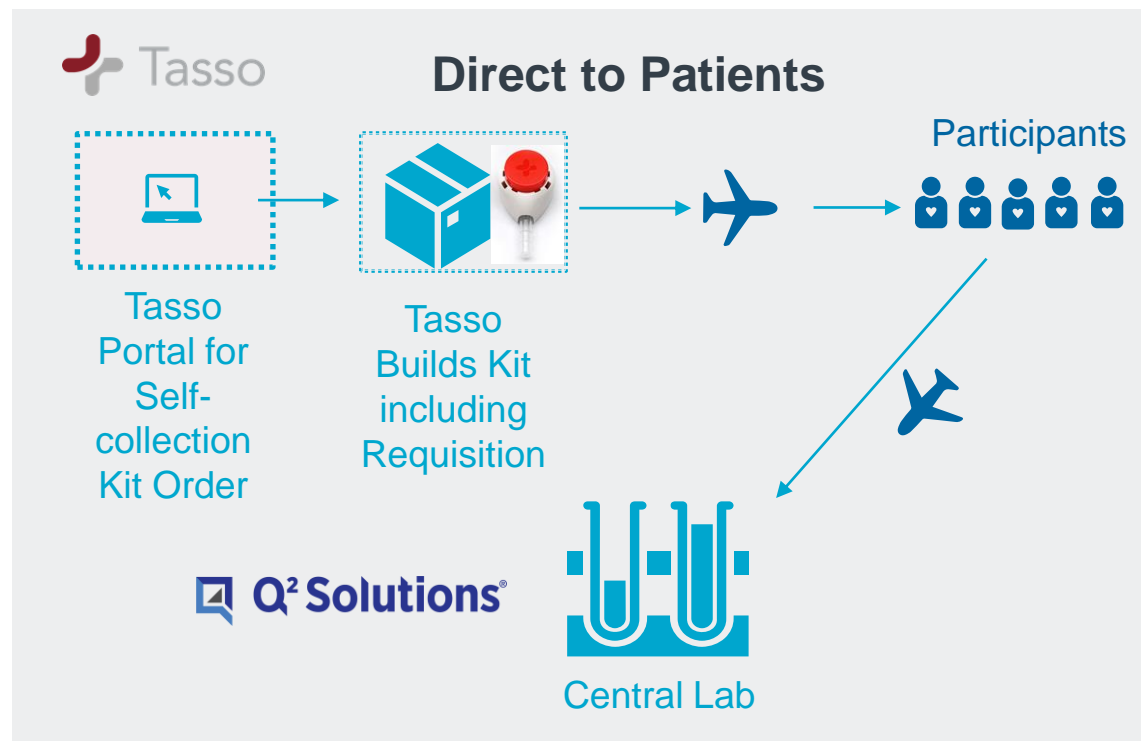 Tasso
Direct to Patients
Participants
Tasso
Portal for
Self-
collection
Kit Order
Tasso
Builds Kit
including
Requisition
Q² Solutions®
Central Lab